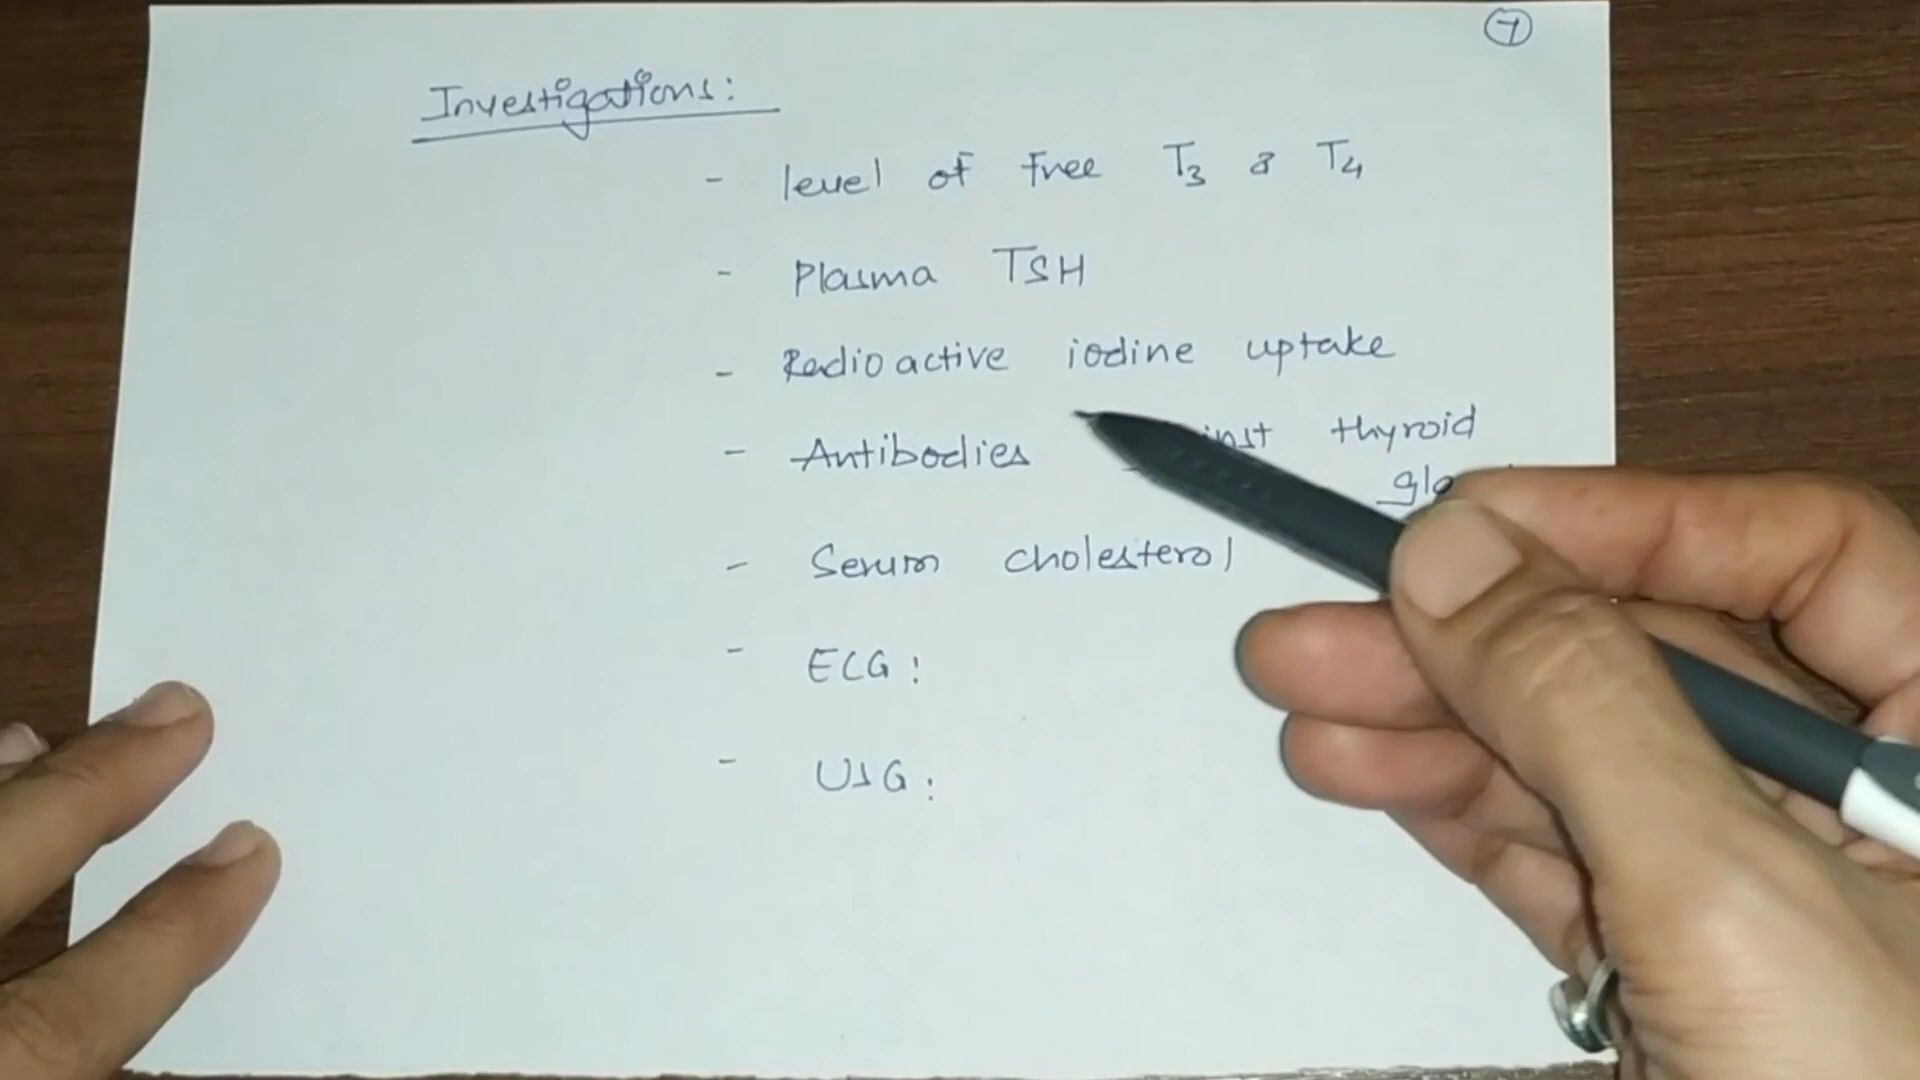 7
Investigations:
- level of free T3 & T4
- Plasma TSH
- Radioactive iodine uptake
- Antibodies thyroid
- Serum cholesterol
- ECG:
- USG: